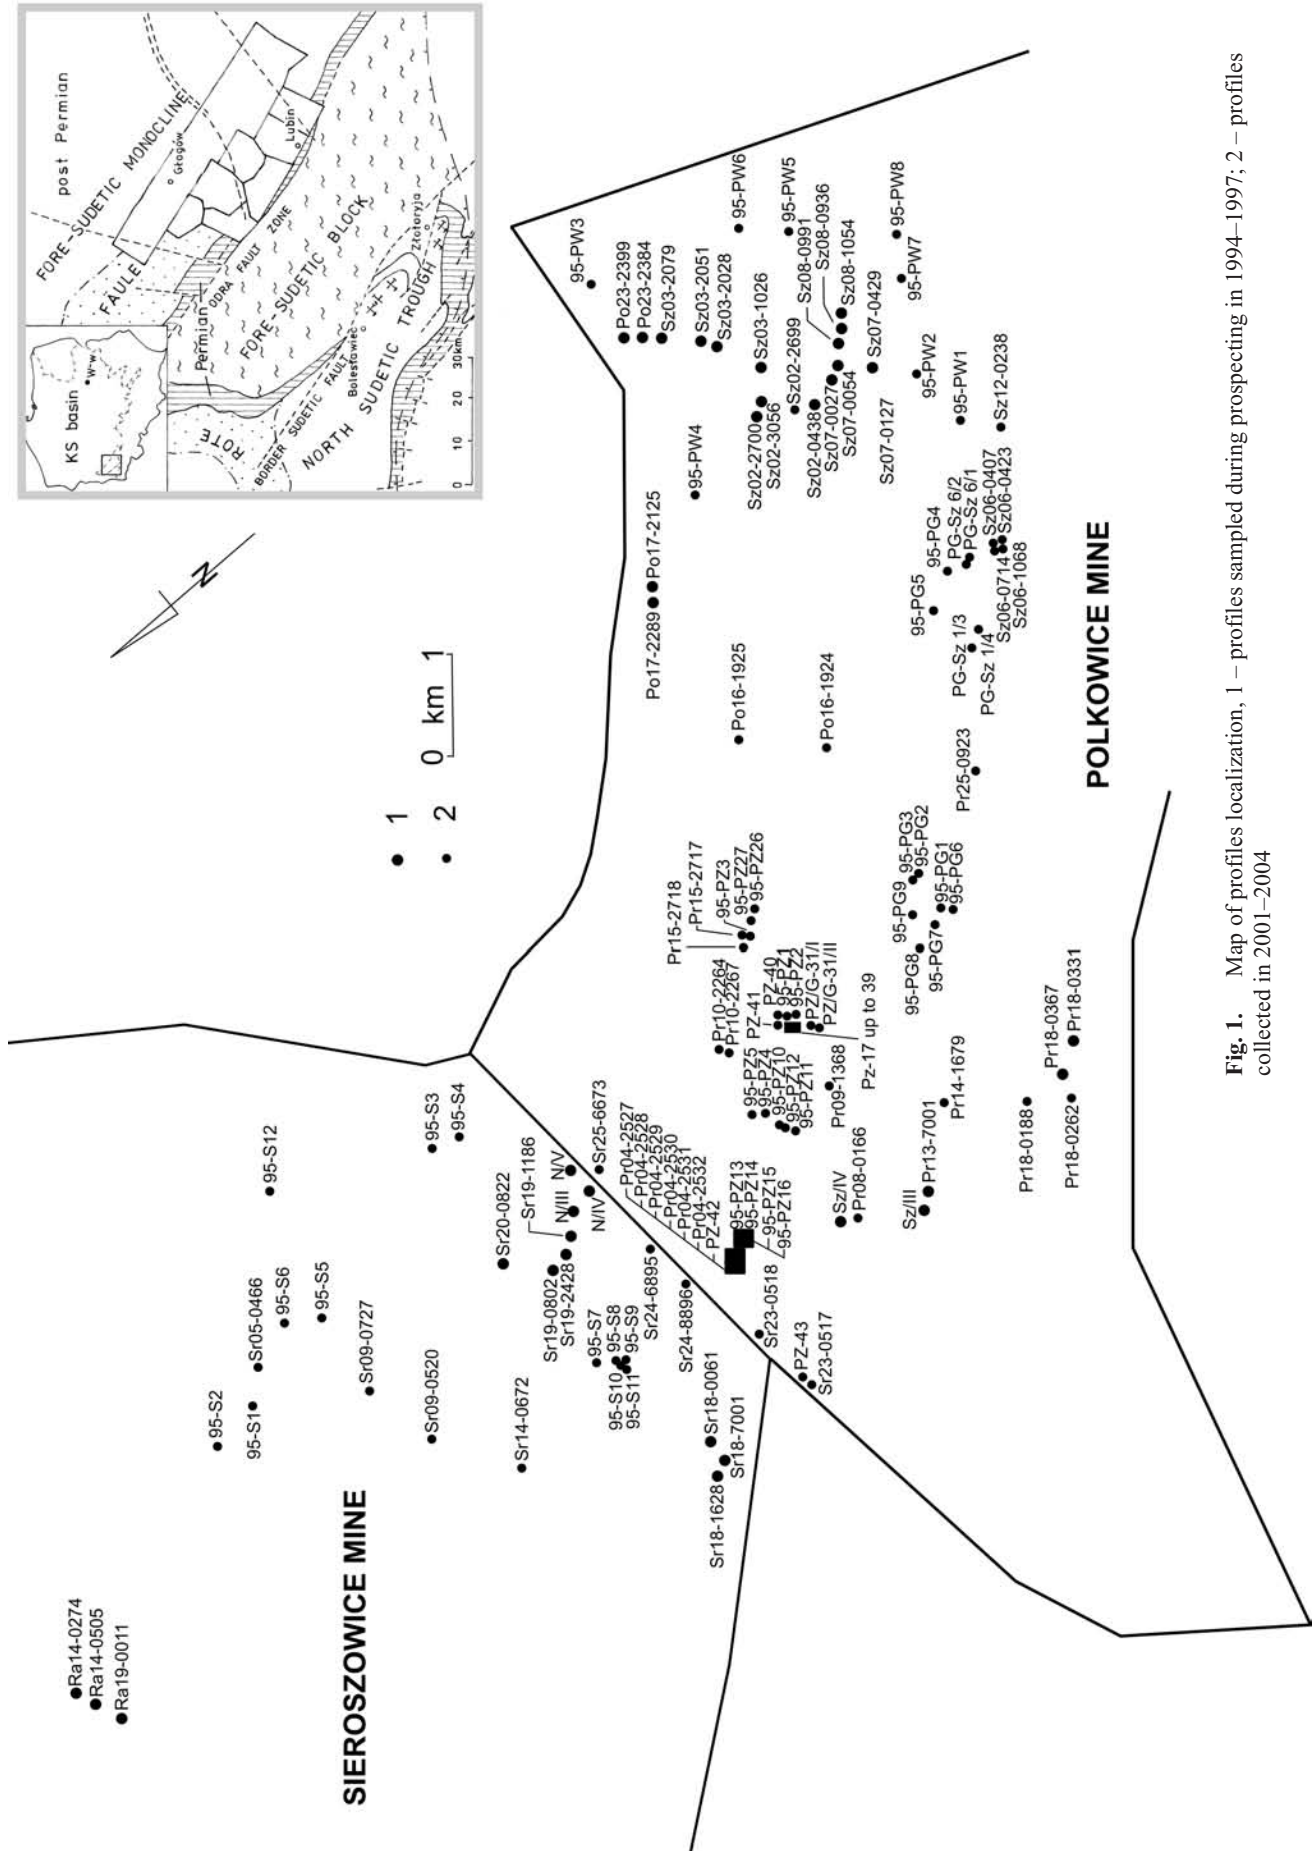 post Permian
FORE-SUDETIC MONOCLINE
Głogów
Lubin
FAULE
Permian
ODRA FAULT ZONE
FORE-SUDETIC BLOCK
ROTE
BORDER SUDETIC FAULT
Bolesławiec
Złotoryja
NORTH SUDETIC TROUGH
KS basin
W-w
0 10 20 30km
N
0 km 1
1
2
SIEROSZOWICE MINE
Ra14-0274
Ra14-0505
Ra19-0011
95-S2
95-S1
Sr05-0466
95-S6
95-S5
95-S12
Sr09-0727
Sr09-0520
95-S3
95-S4
Sr14-0672
Sr20-0822
Sr19-1186
Sr19-0802
Sr19-2428
N/III
N/V
N/IV
Sr25-6673
95-S7
95-S8
95-S9
95-S10
95-S11
Sr24-6895
Sr24-8896
Sr18-0061
Sr18-7001
Sr18-1628
Sr23-0518
PZ-43
Sr23-0517
Pr04-2527
Pr04-2528
Pr04-2529
Pr04-2530
Pr04-2531
Pr04-2532
PZ-42
95-PZ13
95-PZ14
95-PZ15
95-PZ16
Pr10-2264
Pr10-2267
95-PZ5
95-PZ4
95-PZ10
95-PZ12
95-PZ11
Pr15-2718
Pr15-2717
95-PZ3
95-PZ27
95-PZ26
PZ-41
PZ-40
95-PZ1
95-PZ2
PZ/G-31/I
PZ/G-31/II
Pz-17 up to 39
Pr09-1368
Sz/IV
Pr08-0166
Sz/III
Pr13-7001
Pr14-1679
Pr18-0188
Pr18-0262
Pr18-0367
Pr18-0331
95-PG9
95-PG3
95-PG2
95-PG1
95-PG6
95-PG8
95-PG7
Pr25-0923
Po16-1925
Po16-1924
Po17-2289
Po17-2125
95-PW4
95-PW3
Po23-2399
Po23-2384
Sz03-2079
Sz03-2051
Sz03-2028
Sz03-1026
Sz02-2700
Sz02-3056
Sz02-2699
Sz02-0438
Sz07-0027
Sz07-0054
Sz07-0127
Sz07-0429
Sz08-0991
Sz08-0936
Sz08-1054
95-PW6
95-PW5
95-PW8
95-PW7
95-PW2
95-PW1
Sz12-0238
95-PG5
95-PG4
PG-Sz 6/2
PG-Sz 6/1
Sz06-0407
Sz06-0423
Sz06-0714
Sz06-1068
PG-Sz 1/3
PG-Sz 1/4
POLKOWICE MINE
Fig. 1. Map of profiles localization, 1 – profiles sampled during prospecting in 1994–1997; 2 – profiles
collected in 2001–2004